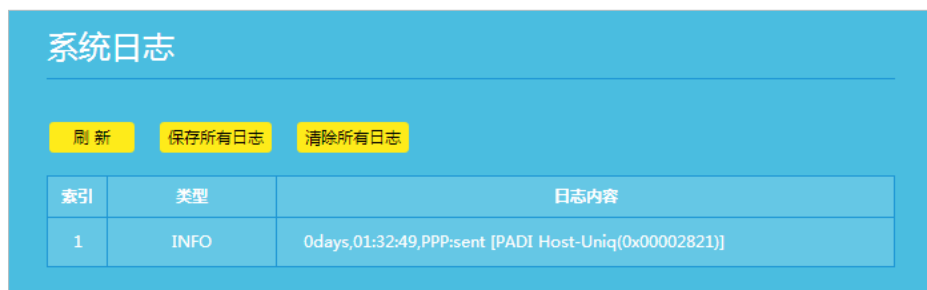 系统日志
刷 新 保存所有日志 清除所有日志
索引 类型 日志内容
1 INFO 0days,01:32:49,PPP:sent [PADI Host-Uniq(0x00002821)]